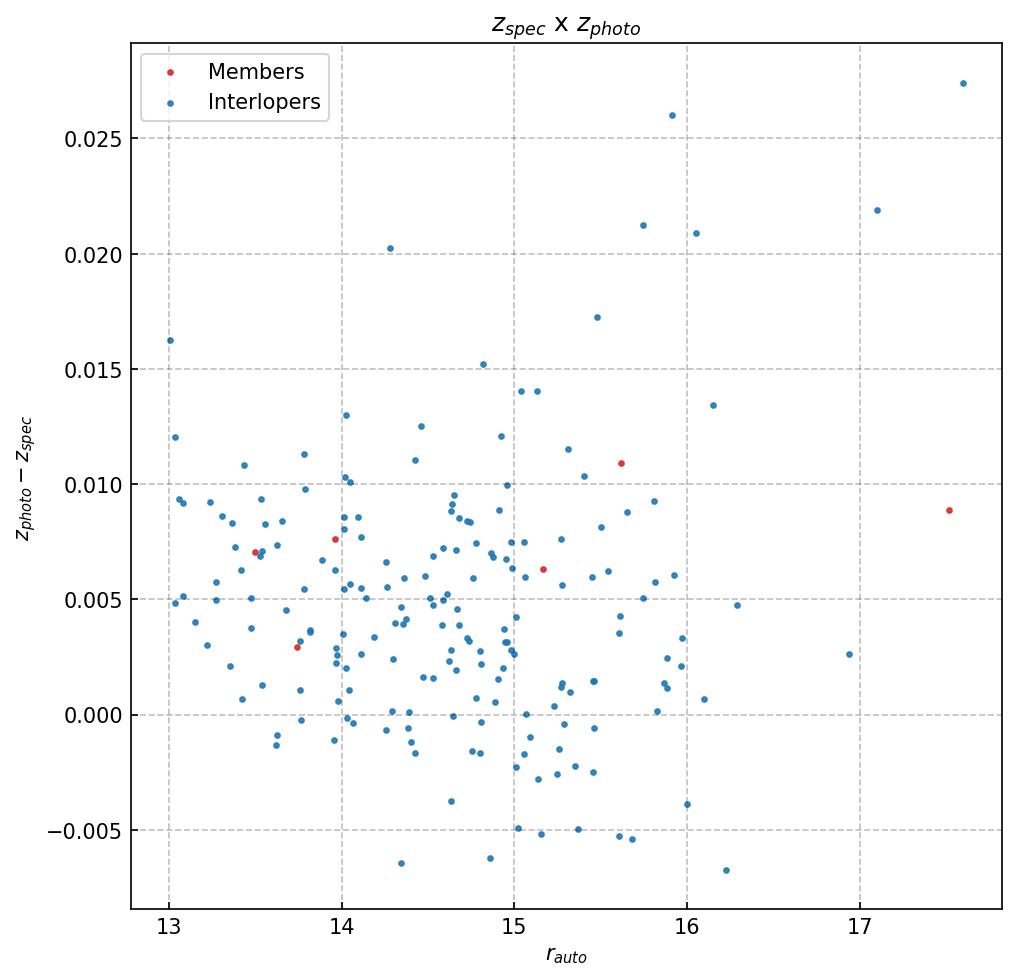 z_spec x z_photo
Members
Interlopers
0.025
0.020
0.015
0.010
0.005
0.000
−0.005
z_photo − z_spec
13 14 15 16 17
r_auto